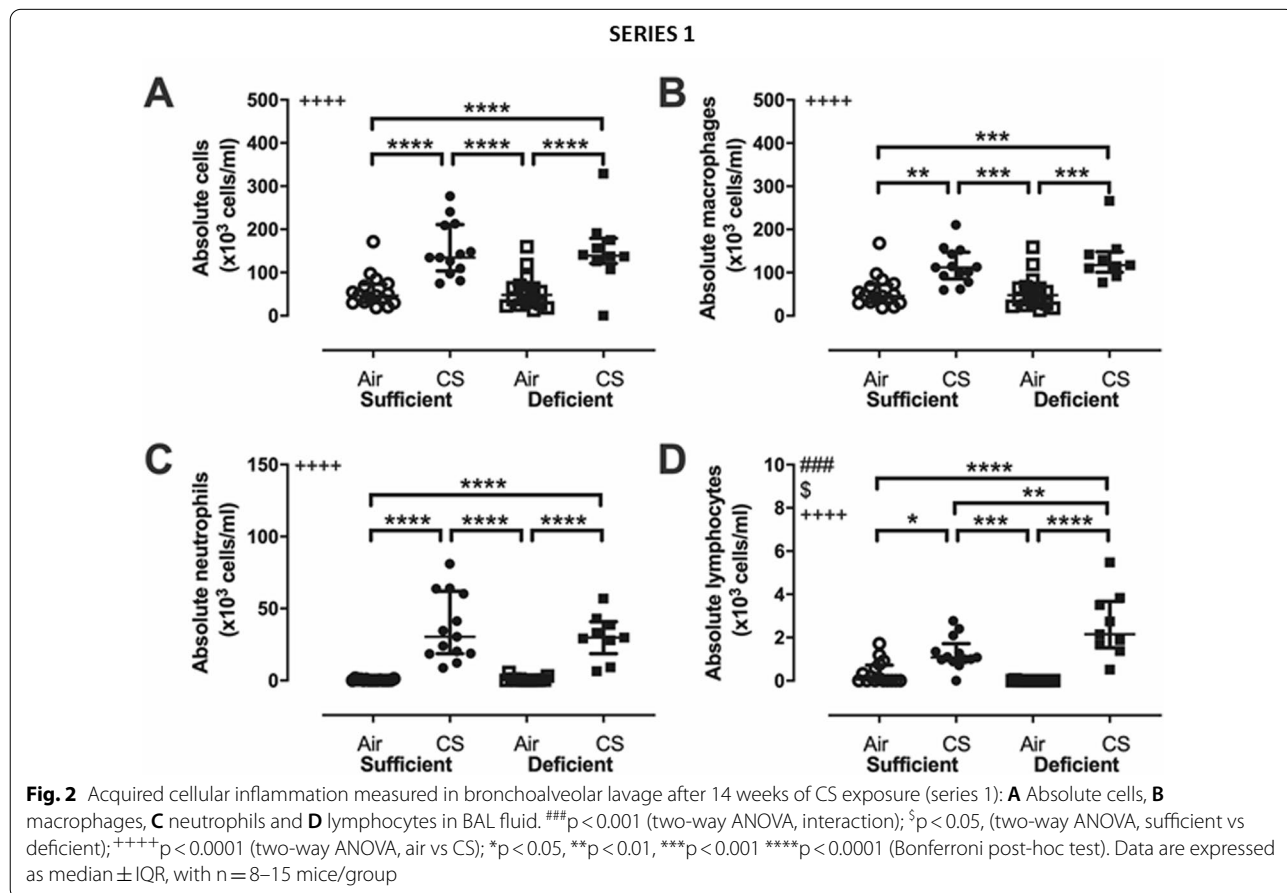 SERIES 1
A
++++
****
****
****
****
500
400
300
200
100
0
Absolute cells
(x10³ cells/ml)
Air
CS
Air
CS
Sufficient
Deficient
B
++++
***
**
***
***
500
400
300
200
100
0
Absolute macrophages
(x10³ cells/ml)
Air
CS
Air
CS
Sufficient
Deficient
C
++++
****
****
****
****
150
100
50
0
Absolute neutrophils
(x10³ cells/ml)
Air
CS
Air
CS
Sufficient
Deficient
D
###
$
++++
****
**
*
***
****
10
8
6
4
2
0
Absolute lymphocytes
(x10³ cells/ml)
Air
CS
Air
CS
Sufficient
Deficient
Fig. 2 Acquired cellular inflammation measured in bronchoalveolar lavage after 14 weeks of CS exposure (series 1): A Absolute cells, B
macrophages, C neutrophils and D lymphocytes in BAL fluid. ###p < 0.001 (two-way ANOVA, interaction); $p < 0.05, (two-way ANOVA, sufficient vs
deficient); ++++p < 0.0001 (two-way ANOVA, air vs CS); *p < 0.05, **p < 0.01, ***p < 0.001 ****p < 0.0001 (Bonferroni post-hoc test). Data are expressed
as median ± IQR, with n = 8–15 mice/group